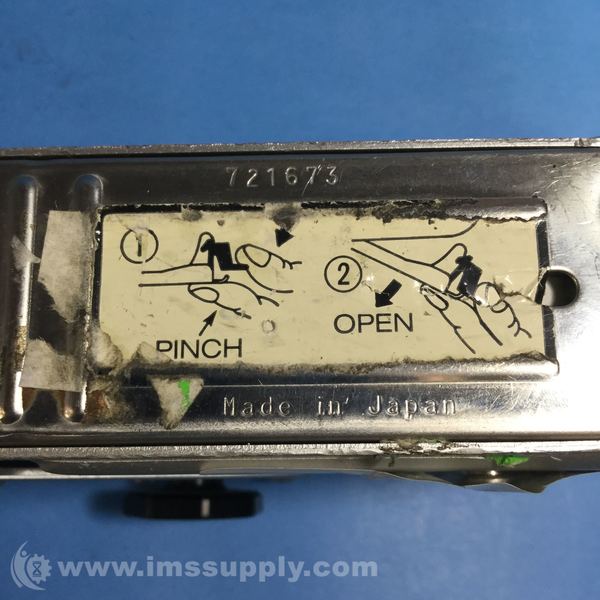 721673
1
2
OPEN
PINCH
Made in Japan
www.imssupply.com